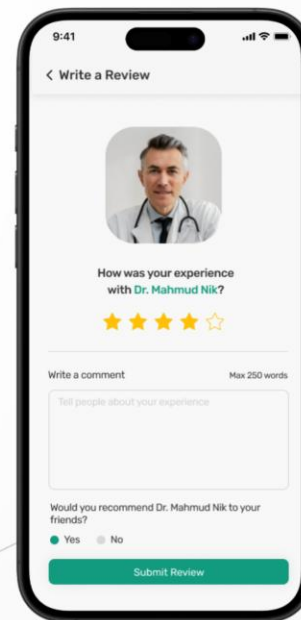 9:41
Write a Review
How was your experience
with Dr. Mahmud Nik?
Write a comment
Max 250 words
Tell people about your experience
Would you recommend Dr. Mahmud Nik to your
friends?
Yes
No
Submit Review